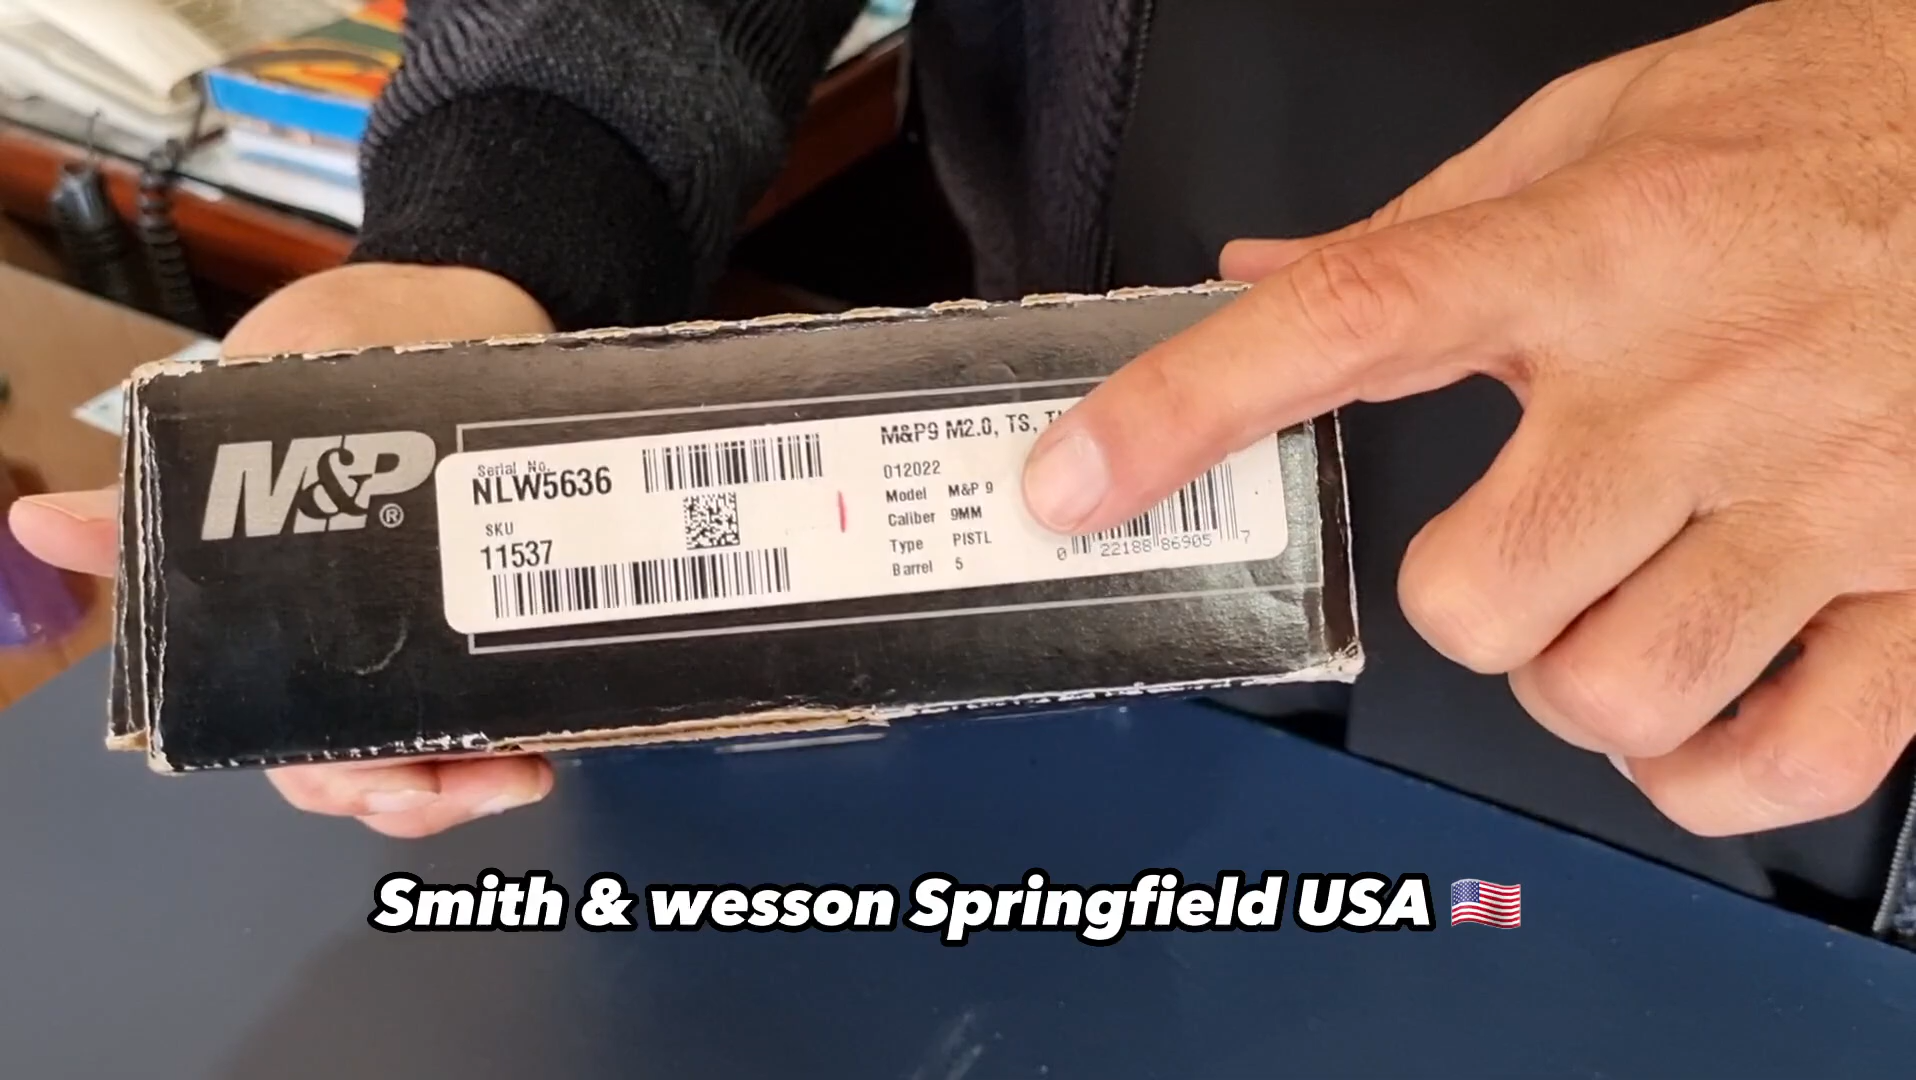 M&P®
Serial No.
NLW5636
SKU
11537
M&P9 M2.0, TS,
012022
Model M&P 9
Caliber 9MM
Type PISTL
Barrel 5
0 22188 86905 7
Smith & wesson Springfield USA 🇺🇸